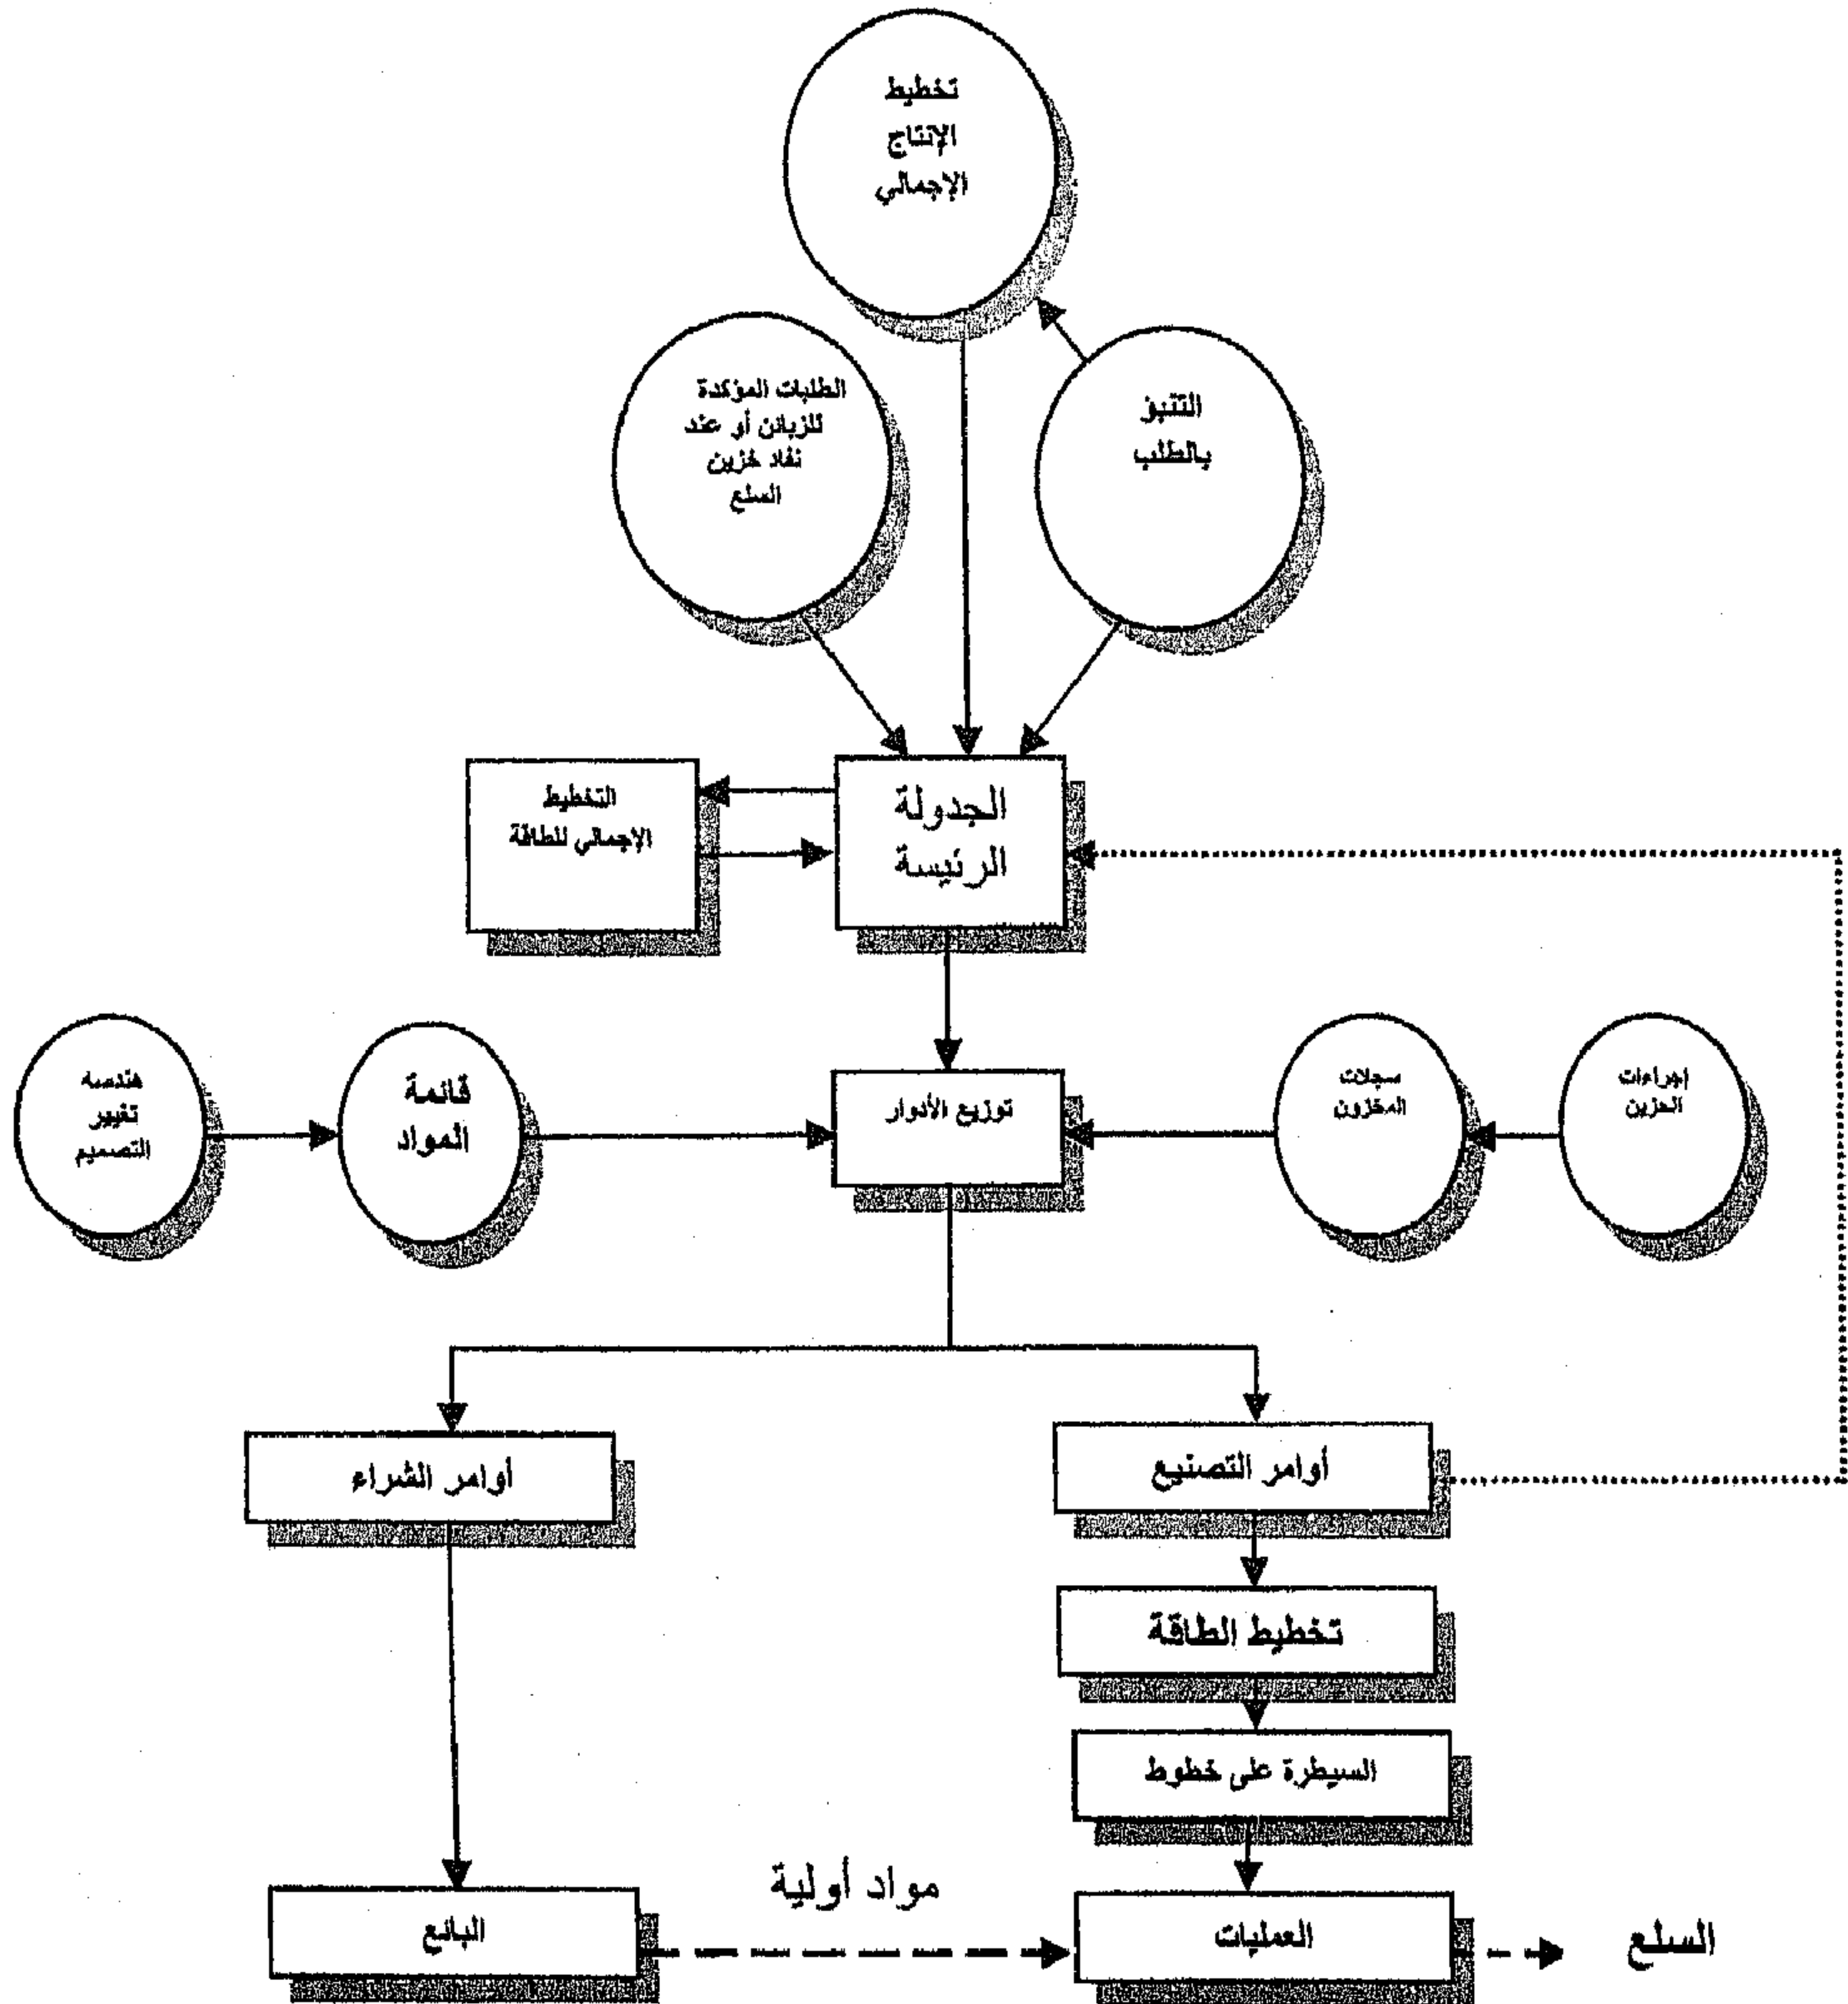 تخطيط
الإنتاج
الإجمالي
الطلبات المؤكدة
للزبائن أو عند
نفاد خزين
السلع
التنبؤ
بالطلب
التخطيط
الإجمالي للطاقة
الجدولة
الرئيسة
هندسة
تغيير
التصميم
قائمة
المواد
توزيع الأدوار
سجلات
المخزون
إجراءات
الخزين
أوامر الشراء
أوامر التصنيع
تخطيط الطاقة
السيطرة على خطوط
البائع
مواد أولية
العمليات
السلع